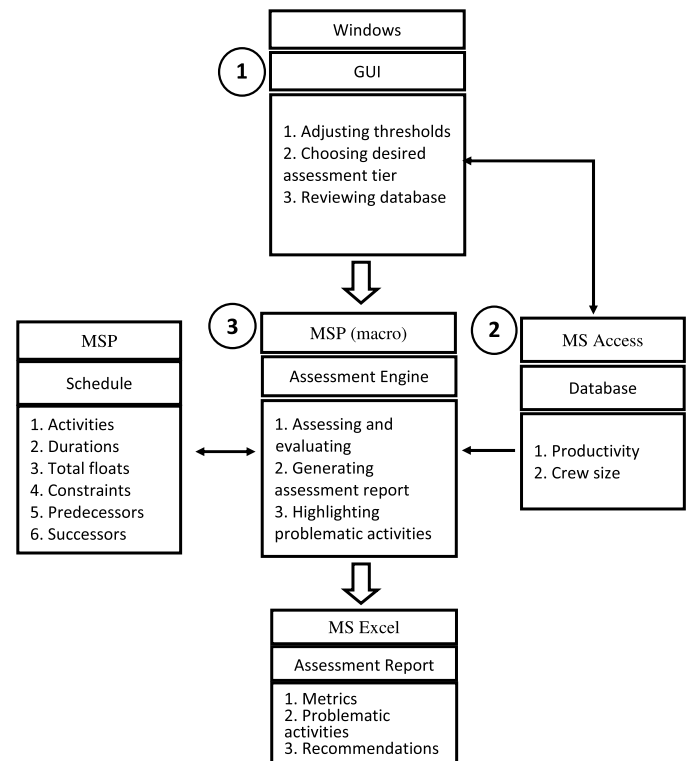 Windows
1
GUI
1. Adjusting thresholds
2. Choosing desired
assessment tier
3. Reviewing database
3
MSP (macro)
Assessment Engine
1. Assessing and
evaluating
2. Generating
assessment report
3. Highlighting
problematic activities
2
MS Access
Database
1. Productivity
2. Crew size
MSP
Schedule
1. Activities
2. Durations
3. Total floats
4. Constraints
5. Predecessors
6. Successors
MS Excel
Assessment Report
1. Metrics
2. Problematic
activities
3. Recommendations